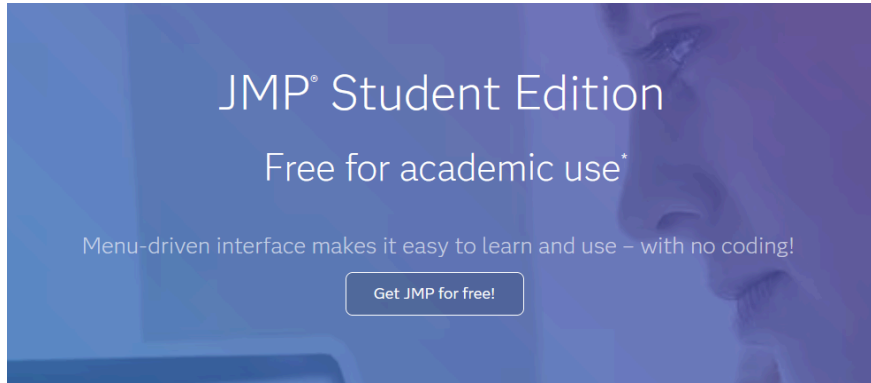 JMP® Student Edition
Free for academic use*
Menu-driven interface makes it easy to learn and use – with no coding!
Get JMP for free!